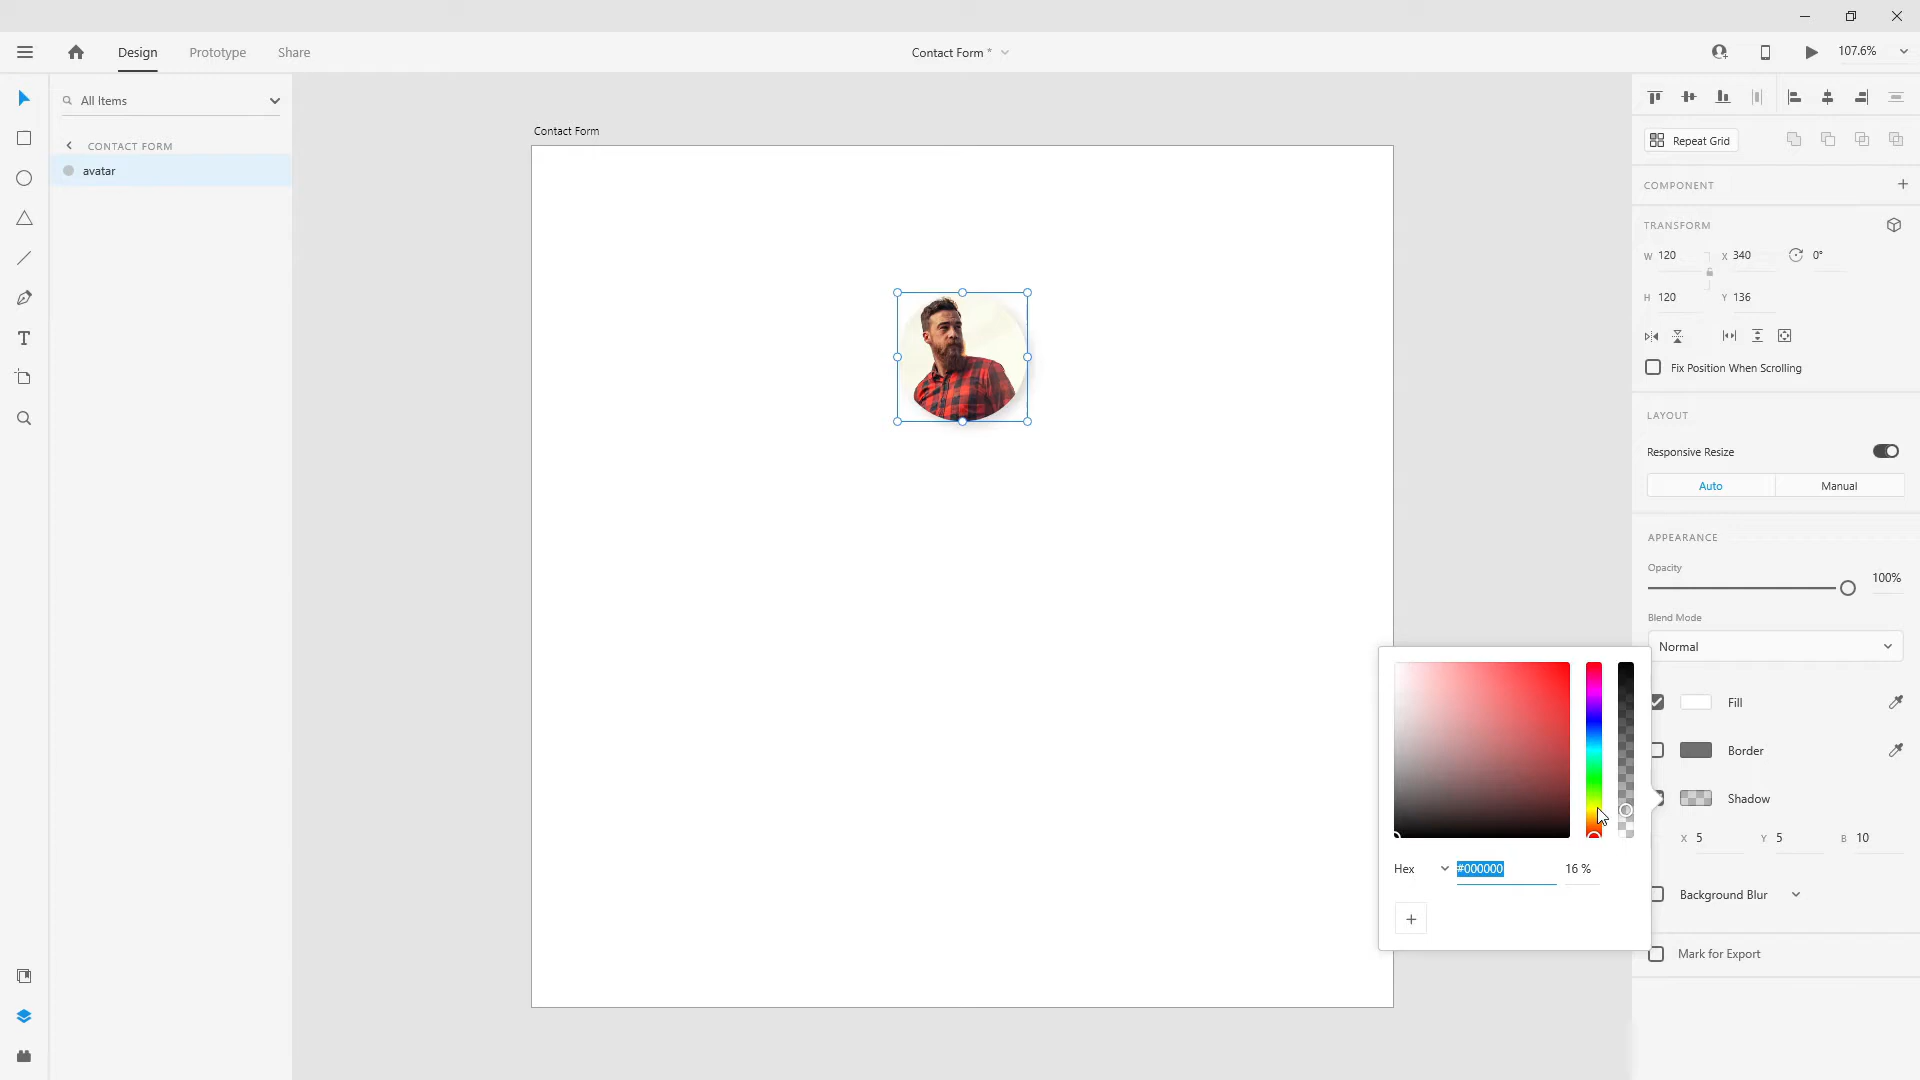 Design
Prototype
Share
Contact Form *
107.6%
All Items
CONTACT FORM
avatar
Contact Form
Repeat Grid
COMPONENT
TRANSFORM
W 120
X 340
0°
H 120
Y 136
Fix Position When Scrolling
LAYOUT
Responsive Resize
Auto
Manual
APPEARANCE
Opacity
100%
Blend Mode
Normal
Fill
Border
Shadow
X 5
Y 5
B 10
Hex
#000000
16 %
Background Blur
Mark for Export